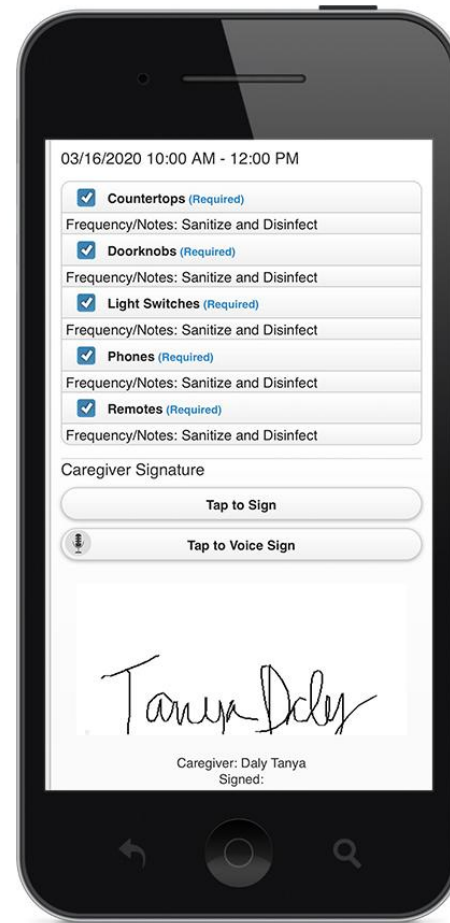 03/16/2020 10:00 AM - 12:00 PM
Countertops (Required)
Frequency/Notes: Sanitize and Disinfect
Doorknobs (Required)
Frequency/Notes: Sanitize and Disinfect
Light Switches (Required)
Frequency/Notes: Sanitize and Disinfect
Phones (Required)
Frequency/Notes: Sanitize and Disinfect
Remotes (Required)
Frequency/Notes: Sanitize and Disinfect
Caregiver Signature
Tap to Sign
Tap to Voice Sign
Tanya Daly
Caregiver: Daly Tanya
Signed: